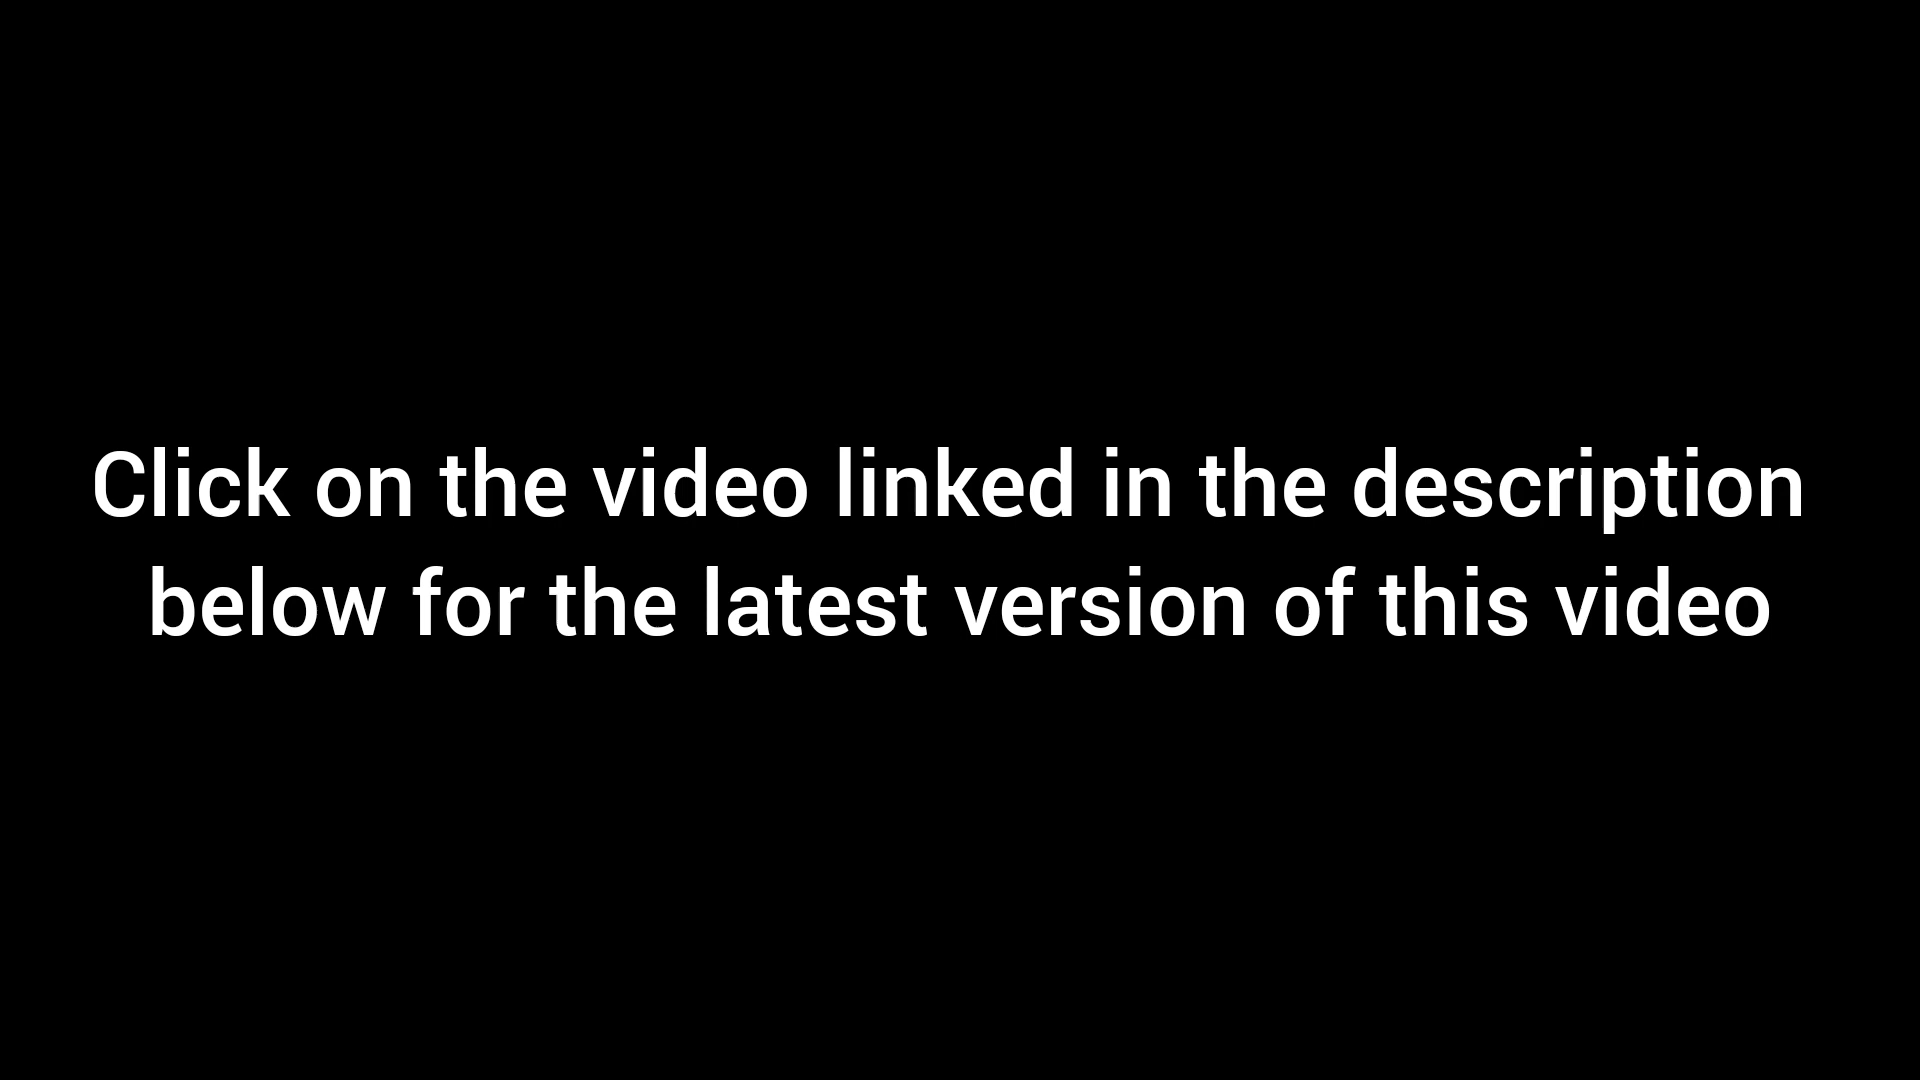 Click on the video linked in the description
below for the latest version of this video